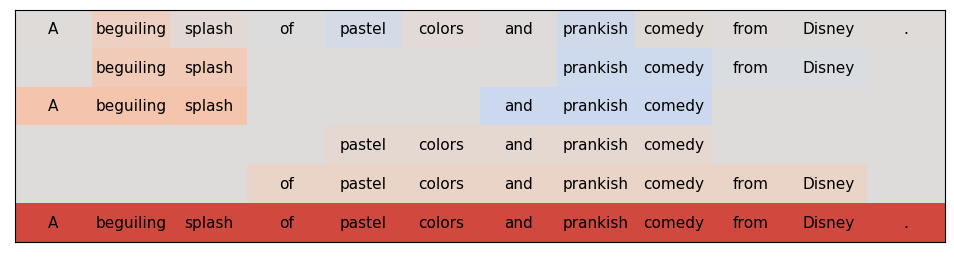 A beguiling splash of pastel colors and prankish comedy from Disney .
beguiling splash prankish comedy from Disney
A beguiling splash and prankish comedy
pastel colors and prankish comedy
of pastel colors and prankish comedy from Disney
A beguiling splash of pastel colors and prankish comedy from Disney .